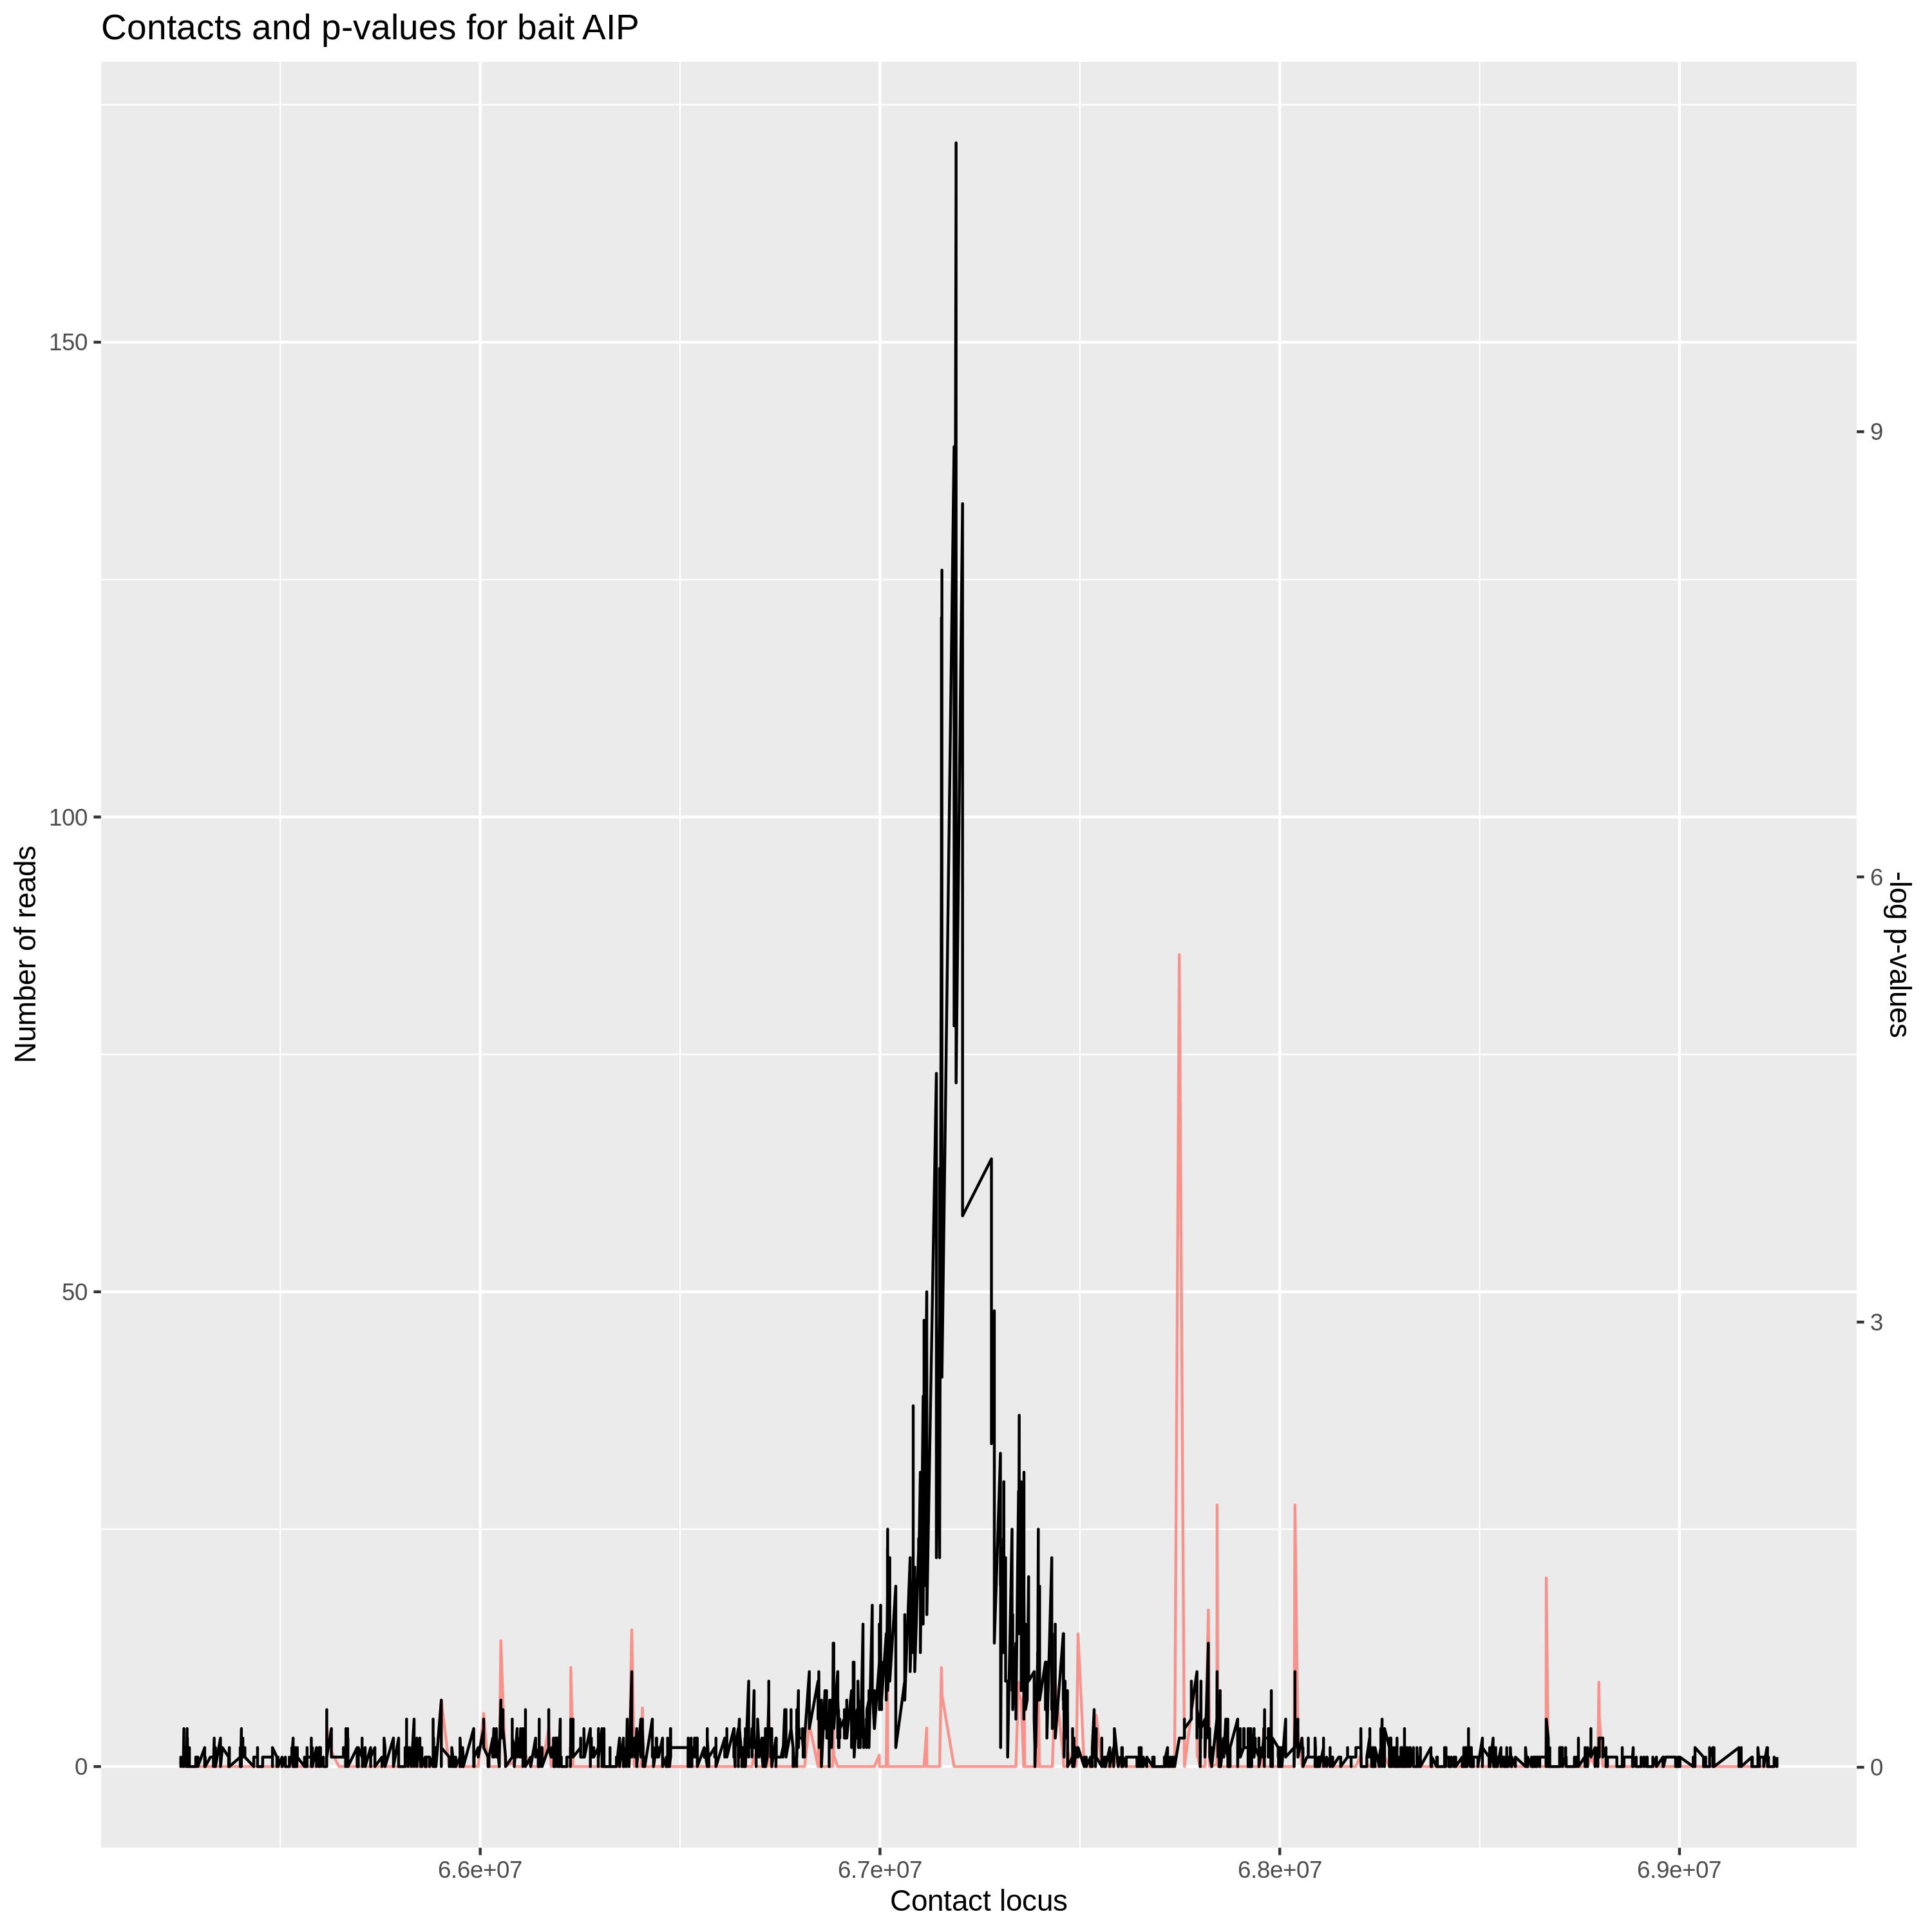 Contacts and p-values for bait AIP
150
100
50
0
9
6
3
0
Number of reads
-log p-values
6.6e+07
6.7e+07
6.8e+07
6.9e+07
Contact locus